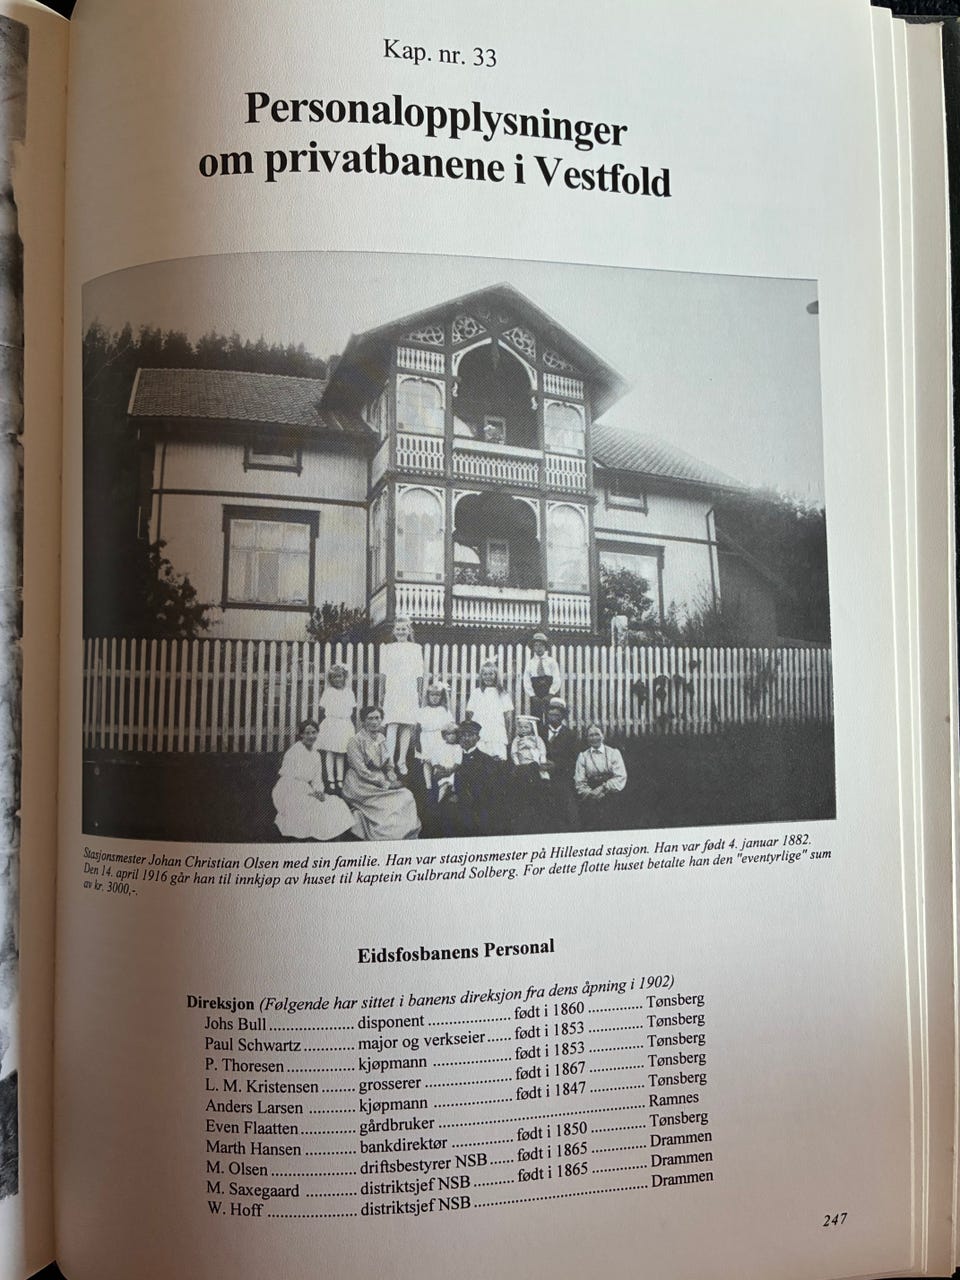 Kap. nr. 33
Personalopplysninger
om privatbanene i Vestfold
Stasjonsmester Johan Christian Olsen med sin familie. Han var stasjonsmester på Hillestad stasjon. Han var født 4. januar 1882.
Den 14. april 1916 går han til innkjøp av huset til kaptein Gulbrand Solberg. For dette flotte huset betalte han den "eventyrlige" sum
av kr. 3000,-.
Eidsfosbanens Personal
Direksjon (Følgende har sittet i banens direksjon fra dens åpning i 1902)
Johs Bull .................... disponent .................... født i 1860 ............. Tønsberg
Paul Schwartz ............ major og verkseier ...... født i 1853 ............. Tønsberg
P. Thoresen ................ kjøpmann ................... født i 1853 ............. Tønsberg
L. M. Kristensen ........ grosserer ..................... født i 1867 ............. Tønsberg
Anders Larsen ........... kjøpmann ................... født i 1847 ............. Tønsberg
Even Flaatten ............. gårdbruker .................................................... Ramnes
Marth Hansen ............ bankdirektør ............... født i 1850 ............. Tønsberg
M. Olsen .................... driftsbestyrer NSB ...... født i 1865 ............. Drammen
M. Saxegaard ............ distriktsjef NSB .......... født i 1865 ............. Drammen
W. Hoff ..................... distriktsjef NSB ........................................... Drammen
247